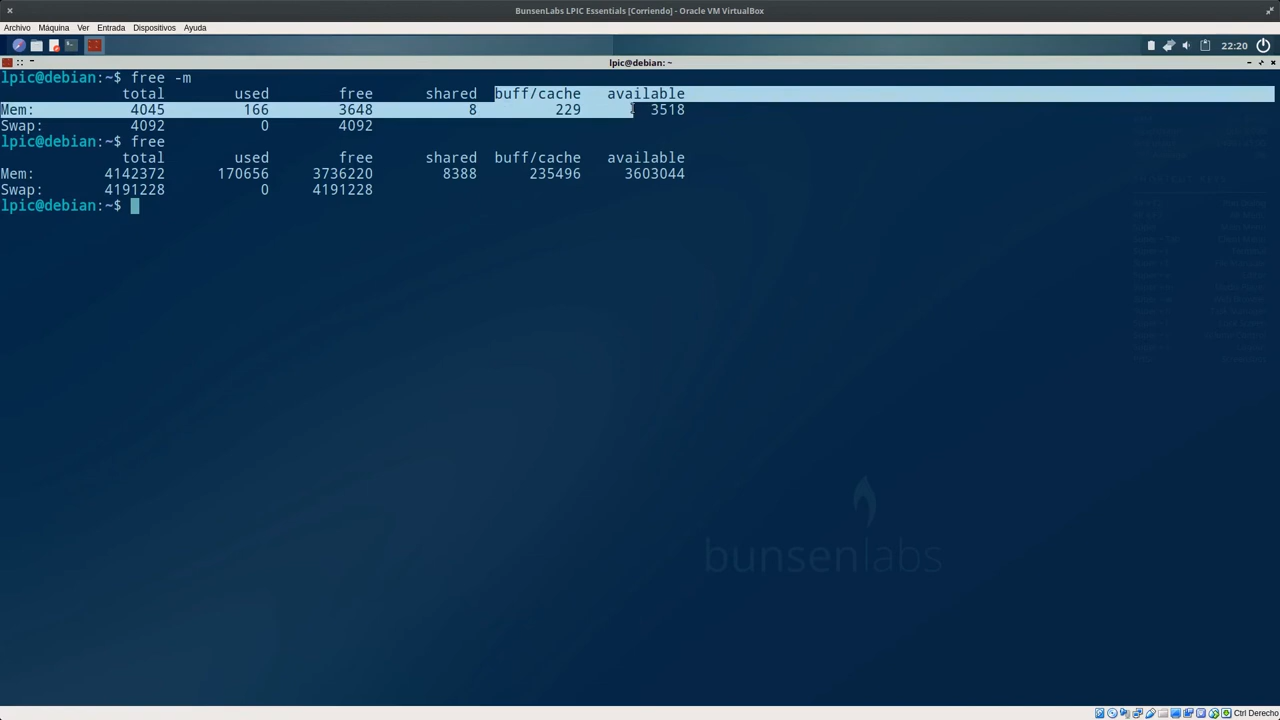 BunsenLabs LPIC Essentials [Corriendo] - Oracle VM VirtualBox
Archivo Máquina Ver Entrada Dispositivos Ayuda
22:20
lpic@debian: ~
lpic@debian:~$ free -m
total used free shared buff/cache available
Mem: 4045 166 3648 8 229 3518
Swap: 4092 0 4092
lpic@debian:~$ free
total used free shared buff/cache available
Mem: 4142372 170656 3736220 8388 235496 3603044
Swap: 4191228 0 4191228
lpic@debian:~$
bunsenlabs
Ctrl Derecho